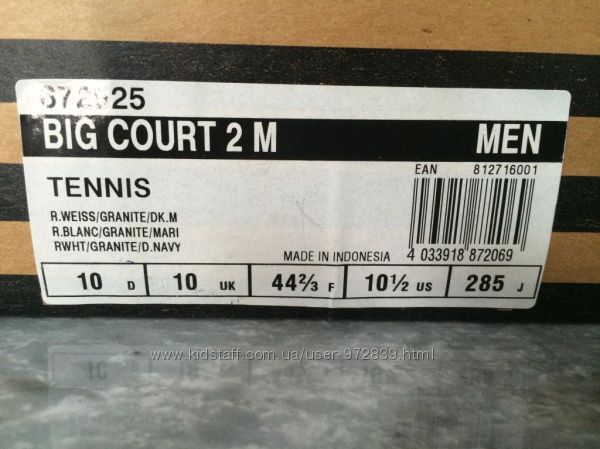 BIG COURT 2 M MEN
TENNIS
EAN 812716001
R.WEISS/GRANITE/DK.M
R.BLANC/GRANITE/MARI
RWHT/GRANITE/D.NAVY
MADE IN INDONESIA
4 033918 872069
10 D 10 UK 44⅔ F 10½ US 285 J
www.kidstaff.com.ua/user-972839.html